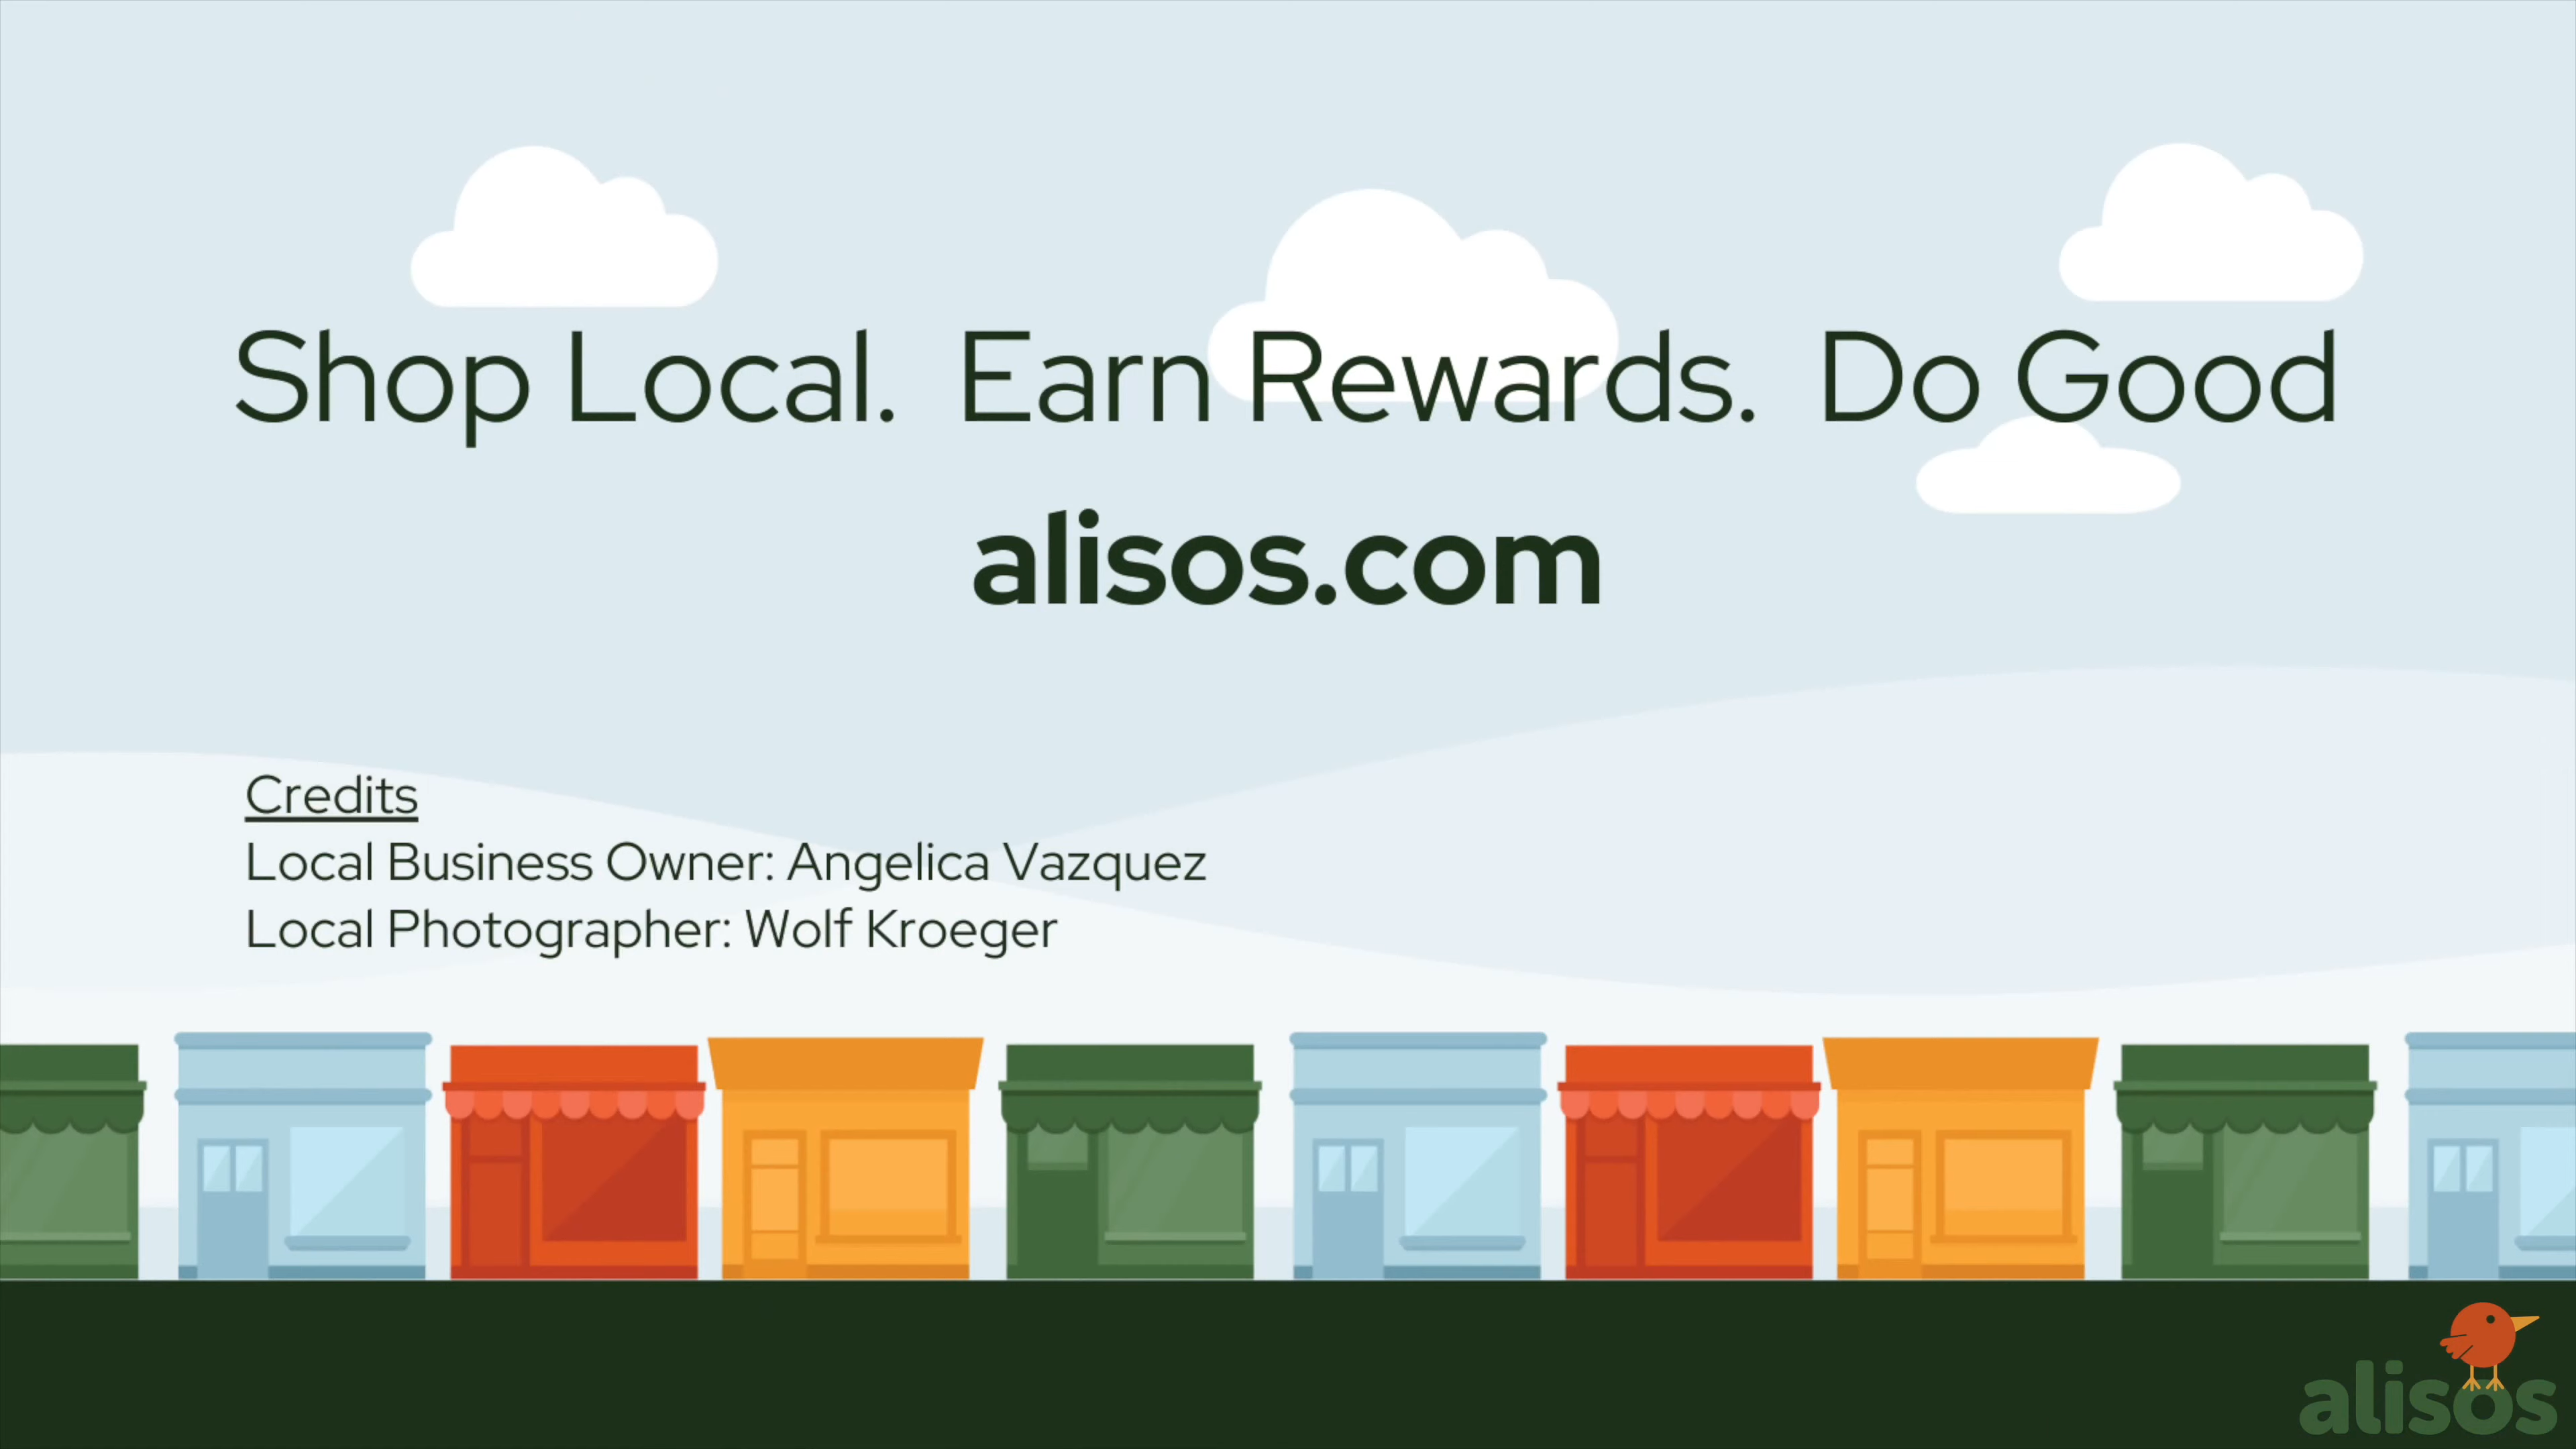 Shop Local.  Earn Rewards.  Do Good
alisos.com
Credits
Local Business Owner: Angelica Vazquez
Local Photographer: Wolf Kroeger
alisos